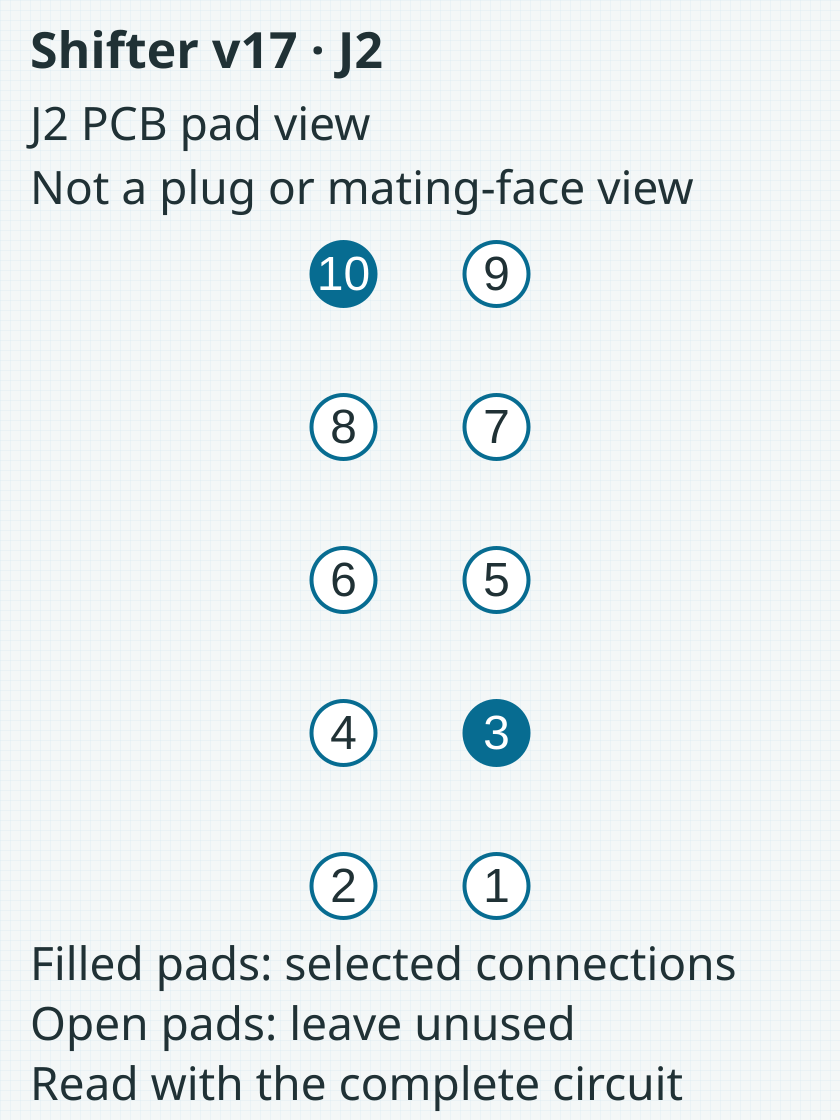 Shifter v17 · J2
J2 PCB pad view
Not a plug or mating-face view
10 9
8 7
6 5
4 3
2 1
Filled pads: selected connections
Open pads: leave unused
Read with the complete circuit